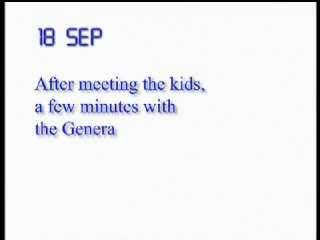 18 SEP
After meeting the kids,
a few minutes with
the Genera